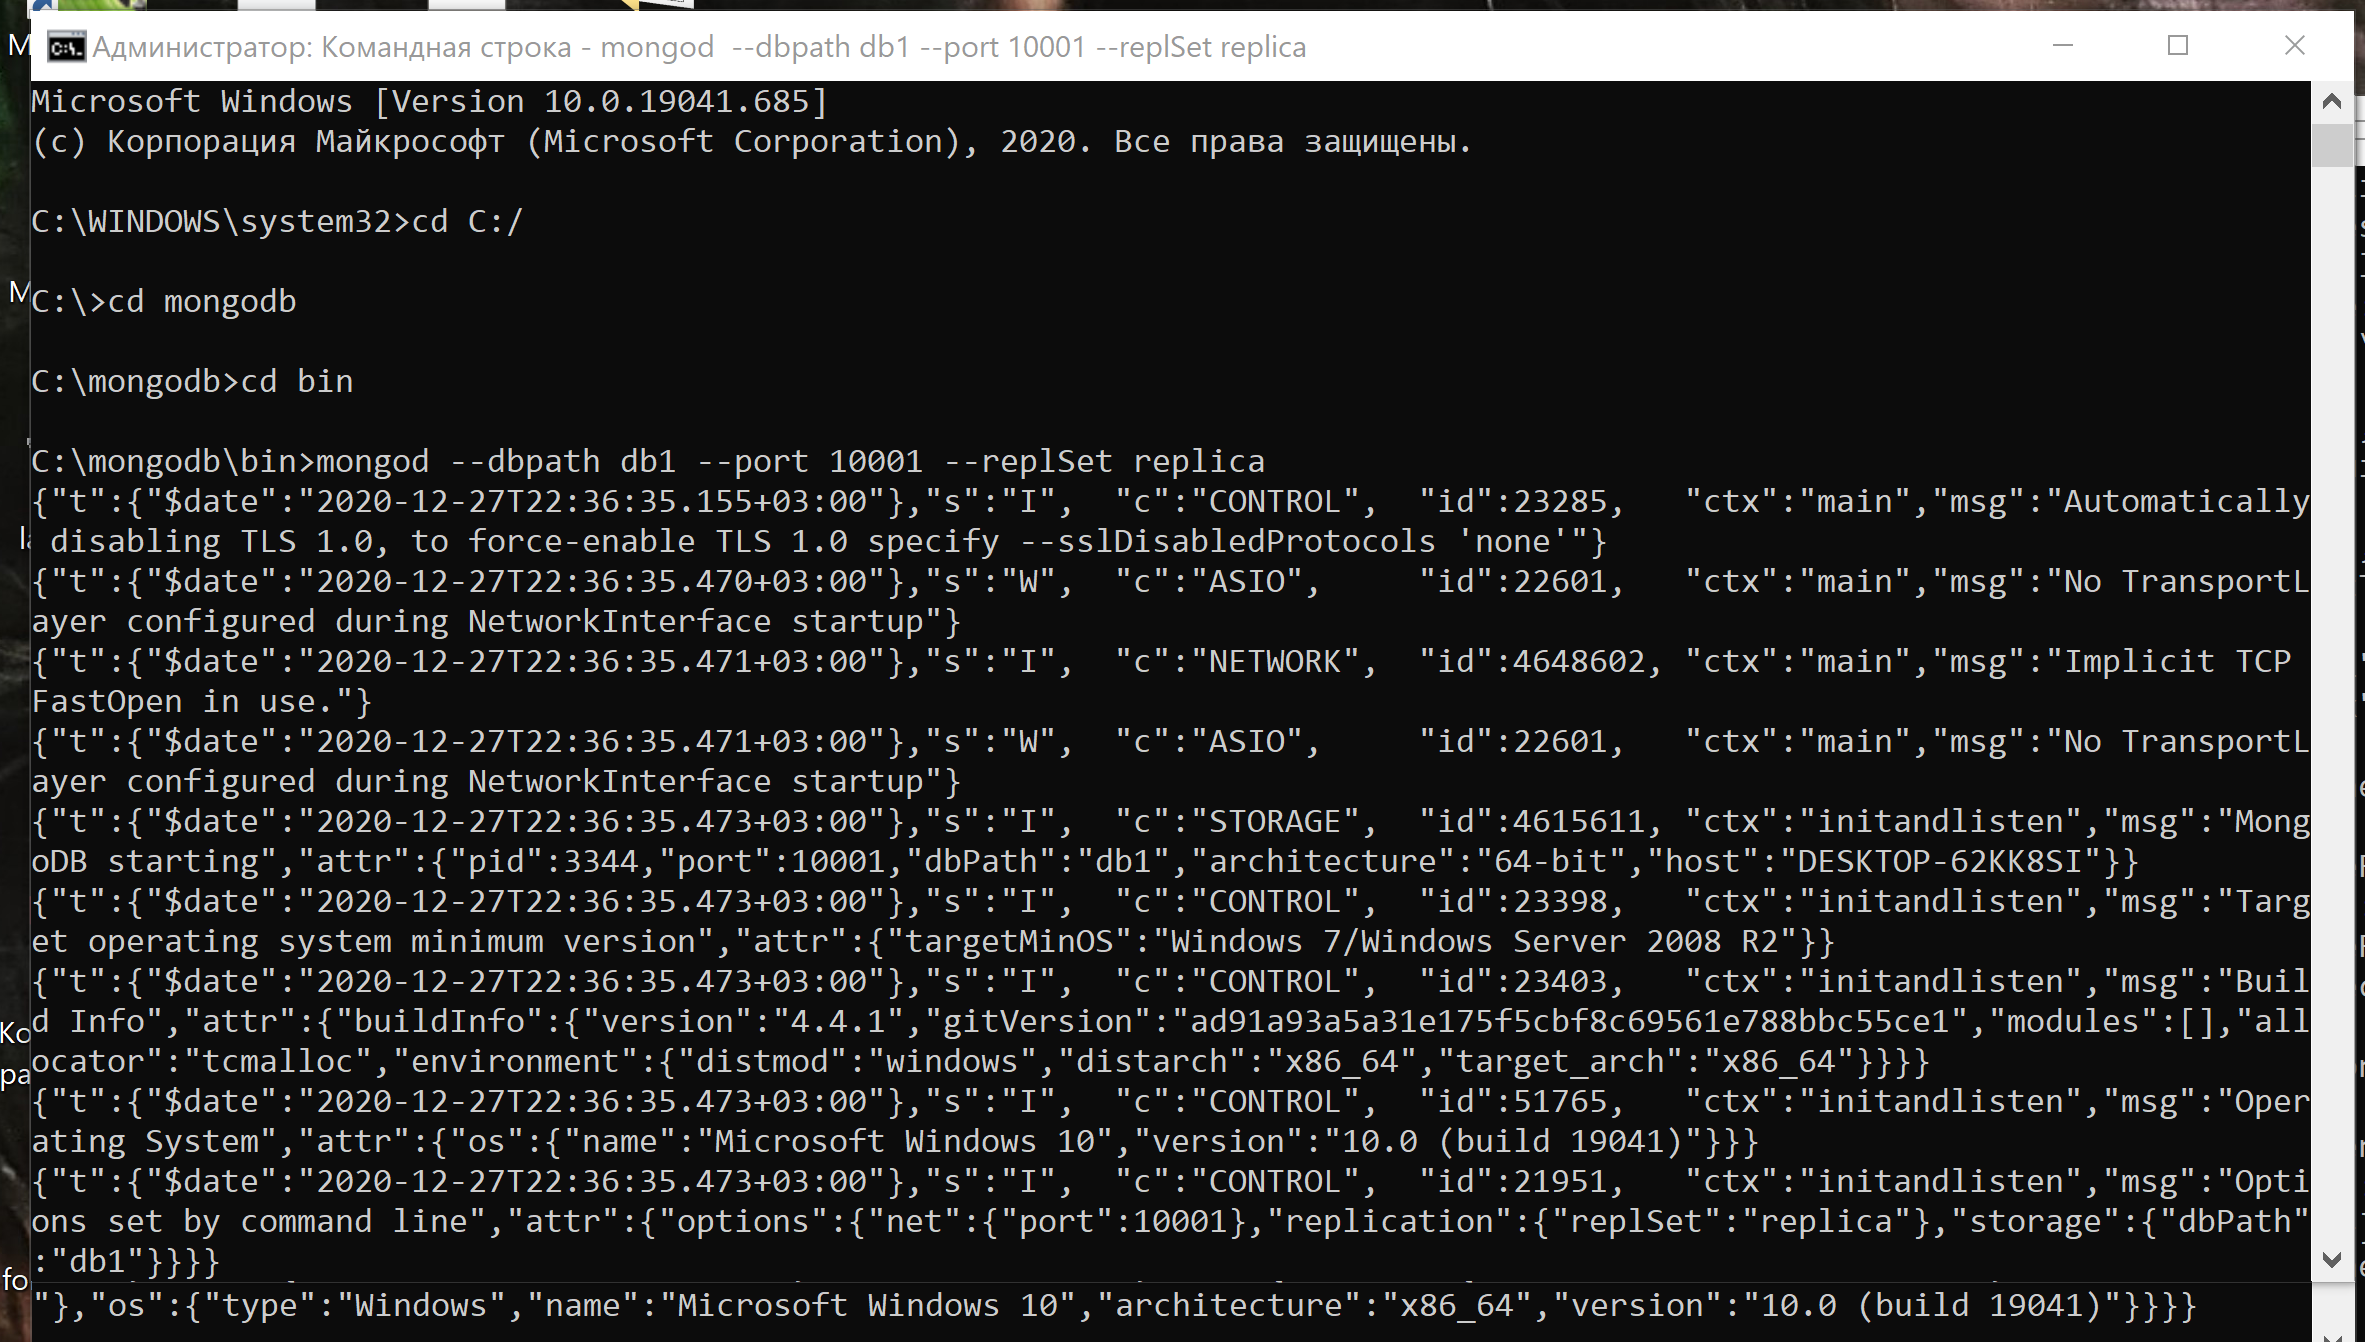 Администратор: Командная строка - mongod  --dbpath db1 --port 10001 --replSet replica
Microsoft Windows [Version 10.0.19041.685]
(c) Корпорация Майкрософт (Microsoft Corporation), 2020. Все права защищены.
C:\WINDOWS\system32>cd C:/
C:\>cd mongodb
C:\mongodb>cd bin
C:\mongodb\bin>mongod --dbpath db1 --port 10001 --replSet replica
{"t":{"$date":"2020-12-27T22:36:35.155+03:00"},"s":"I",  "c":"CONTROL",  "id":23285,   "ctx":"main","msg":"Automatically
 disabling TLS 1.0, to force-enable TLS 1.0 specify --sslDisabledProtocols 'none'"}
{"t":{"$date":"2020-12-27T22:36:35.470+03:00"},"s":"W",  "c":"ASIO",     "id":22601,   "ctx":"main","msg":"No TransportL
ayer configured during NetworkInterface startup"}
{"t":{"$date":"2020-12-27T22:36:35.471+03:00"},"s":"I",  "c":"NETWORK",  "id":4648602, "ctx":"main","msg":"Implicit TCP
FastOpen in use."}
{"t":{"$date":"2020-12-27T22:36:35.471+03:00"},"s":"W",  "c":"ASIO",     "id":22601,   "ctx":"main","msg":"No TransportL
ayer configured during NetworkInterface startup"}
{"t":{"$date":"2020-12-27T22:36:35.473+03:00"},"s":"I",  "c":"STORAGE",  "id":4615611, "ctx":"initandlisten","msg":"Mong
oDB starting","attr":{"pid":3344,"port":10001,"dbPath":"db1","architecture":"64-bit","host":"DESKTOP-62KK8SI"}}
{"t":{"$date":"2020-12-27T22:36:35.473+03:00"},"s":"I",  "c":"CONTROL",  "id":23398,   "ctx":"initandlisten","msg":"Targ
et operating system minimum version","attr":{"targetMinOS":"Windows 7/Windows Server 2008 R2"}}
{"t":{"$date":"2020-12-27T22:36:35.473+03:00"},"s":"I",  "c":"CONTROL",  "id":23403,   "ctx":"initandlisten","msg":"Buil
d Info","attr":{"buildInfo":{"version":"4.4.1","gitVersion":"ad91a93a5a31e175f5cbf8c69561e788bbc55ce1","modules":[],"all
ocator":"tcmalloc","environment":{"distmod":"windows","distarch":"x86_64","target_arch":"x86_64"}}}}
{"t":{"$date":"2020-12-27T22:36:35.473+03:00"},"s":"I",  "c":"CONTROL",  "id":51765,   "ctx":"initandlisten","msg":"Oper
ating System","attr":{"os":{"name":"Microsoft Windows 10","version":"10.0 (build 19041)"}}}
{"t":{"$date":"2020-12-27T22:36:35.473+03:00"},"s":"I",  "c":"CONTROL",  "id":21951,   "ctx":"initandlisten","msg":"Opti
ons set by command line","attr":{"options":{"net":{"port":10001},"replication":{"replSet":"replica"},"storage":{"dbPath"
:"db1"}}}}
"},"os":{"type":"Windows","name":"Microsoft Windows 10","architecture":"x86_64","version":"10.0 (build 19041)"}}}}